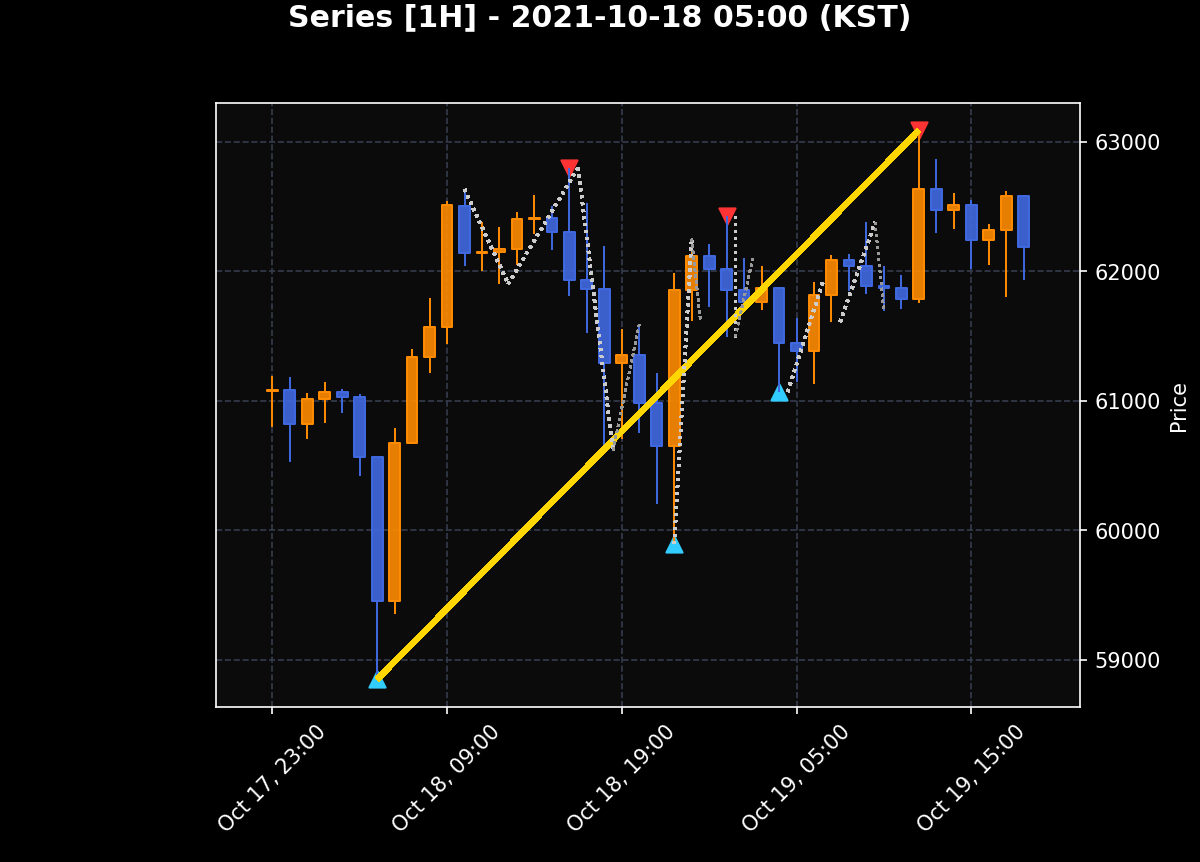 Series [1H] - 2021-10-18 05:00 (KST)
63000
62000
61000
60000
59000
Price
Oct 17, 23:00
Oct 18, 09:00
Oct 18, 19:00
Oct 19, 05:00
Oct 19, 15:00